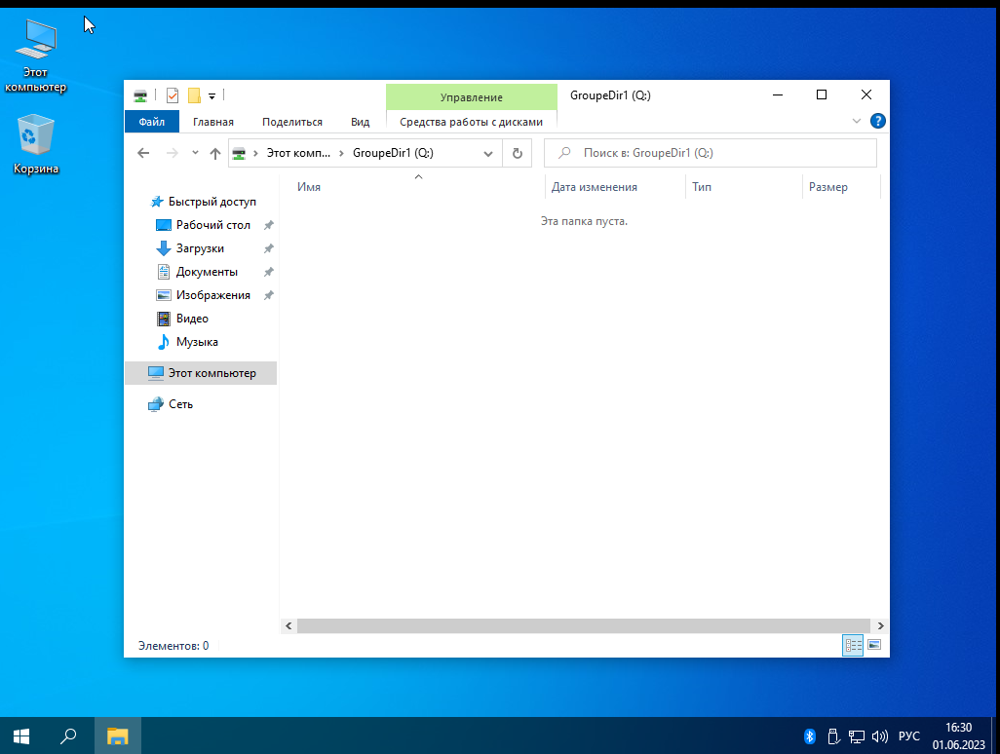 Этот
компьютер
Корзина
Управление
GroupeDir1 (Q:)
Файл
Главная
Поделиться
Вид
Средства работы с дисками
?
Этот комп...
GroupeDir1 (Q:)
Поиск в: GroupeDir1 (Q:)
Имя
Дата изменения
Тип
Размер
Эта папка пуста.
Быстрый доступ
Рабочий стол
Загрузки
Документы
Изображения
Видео
Музыка
Этот компьютер
Сеть
Элементов: 0
РУС
16:30
01.06.2023